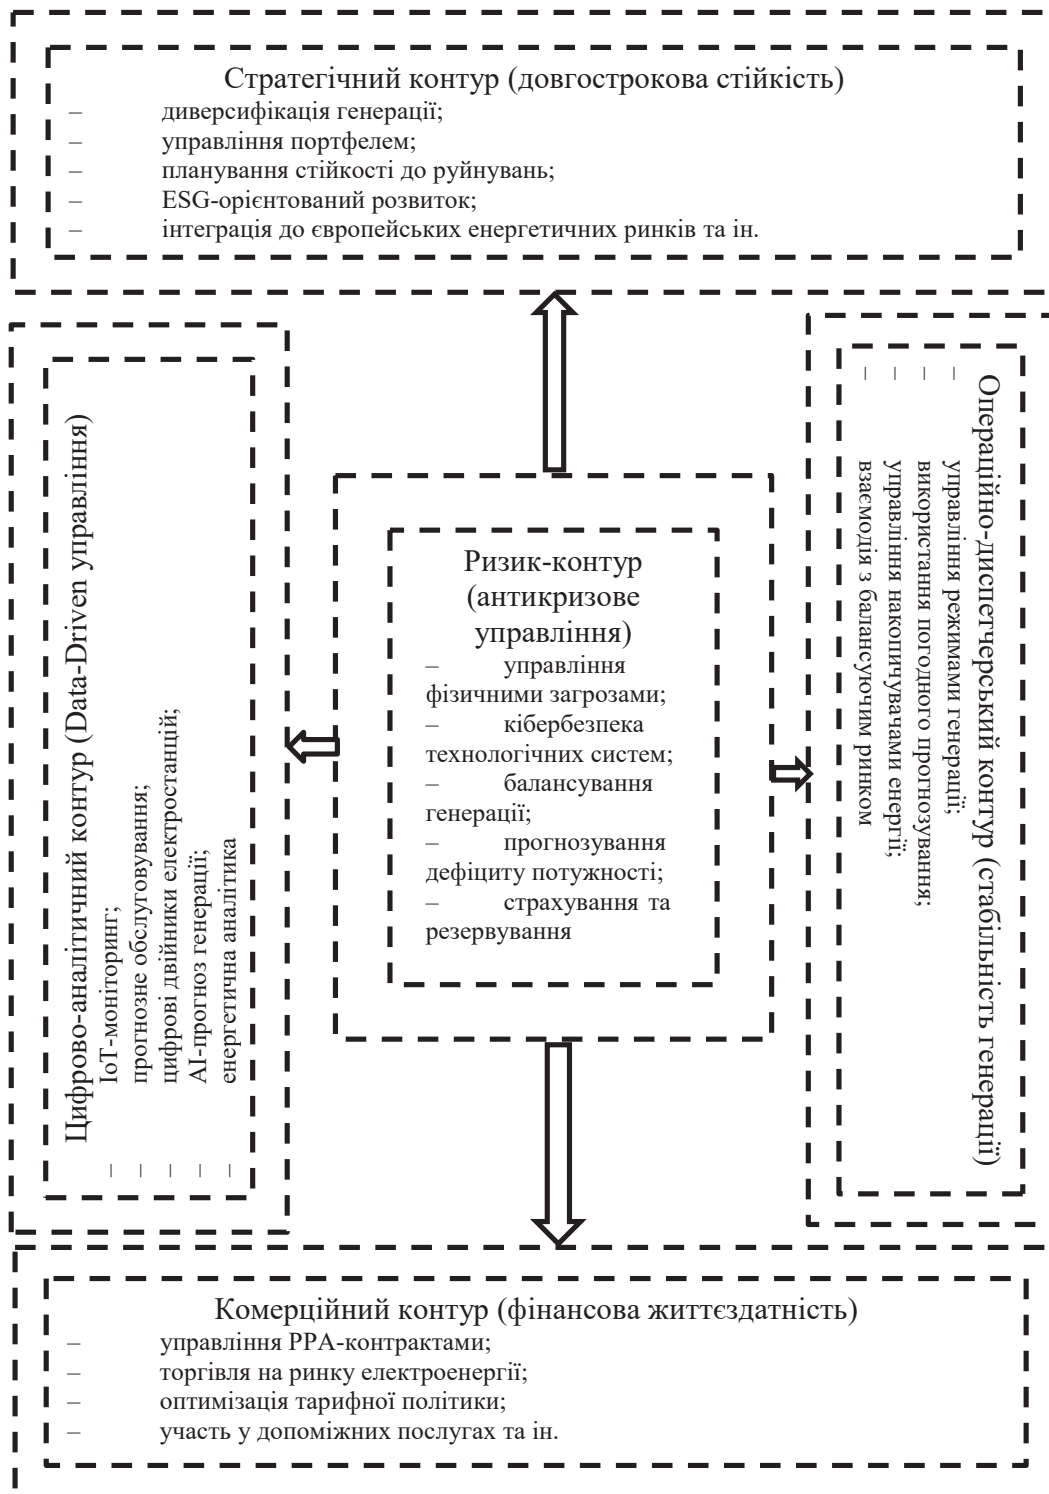 Стратегічний контур (довгострокова стійкість)
– диверсифікація генерації;
– управління портфелем;
– планування стійкості до руйнувань;
– ESG-орієнтований розвиток;
– інтеграція до європейських енергетичних ринків та ін.
Цифрово-аналітичний контур (Data-Driven управління)
– IoT-моніторинг;
– прогнозне обслуговування;
– цифрові двійники електростанцій;
– AI-прогноз генерації;
– енергетична аналітика
Ризик-контур
(антикризове
управління)
– управління
фізичними загрозами;
– кібербезпека
технологічних систем;
– балансування
генерації;
– прогнозування
дефіциту потужності;
– страхування та
резервування
Операційно-диспетчерський контур (стабільність генерації)
– управління режимами генерації;
– використання погодного прогнозування;
– управління накопичувачами енергії;
– взаємодія з балансуючим ринком
Комерційний контур (фінансова життєздатність)
– управління PPA-контрактами;
– торгівля на ринку електроенергії;
– оптимізація тарифної політики;
– участь у допоміжних послугах та ін.